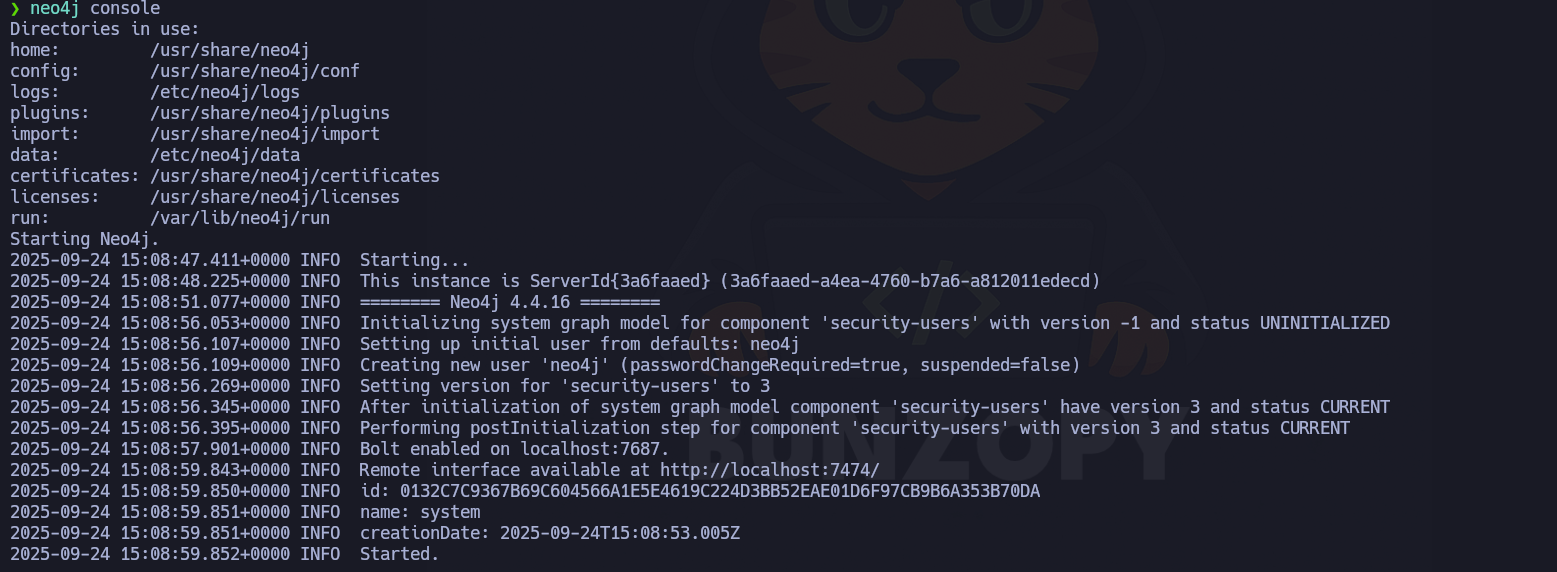 ❯ neo4j console
Directories in use:
home:         /usr/share/neo4j
config:       /usr/share/neo4j/conf
logs:         /etc/neo4j/logs
plugins:      /usr/share/neo4j/plugins
import:       /usr/share/neo4j/import
data:         /etc/neo4j/data
certificates: /usr/share/neo4j/certificates
licenses:     /usr/share/neo4j/licenses
run:          /var/lib/neo4j/run
Starting Neo4j.
2025-09-24 15:08:47.411+0000 INFO  Starting...
2025-09-24 15:08:48.225+0000 INFO  This instance is ServerId{3a6faaed} (3a6faaed-a4ea-4760-b7a6-a812011edecd)
2025-09-24 15:08:51.077+0000 INFO  ======== Neo4j 4.4.16 ========
2025-09-24 15:08:56.053+0000 INFO  Initializing system graph model for component 'security-users' with version -1 and status UNINITIALIZED
2025-09-24 15:08:56.107+0000 INFO  Setting up initial user from defaults: neo4j
2025-09-24 15:08:56.109+0000 INFO  Creating new user 'neo4j' (passwordChangeRequired=true, suspended=false)
2025-09-24 15:08:56.269+0000 INFO  Setting version for 'security-users' to 3
2025-09-24 15:08:56.345+0000 INFO  After initialization of system graph model component 'security-users' have version 3 and status CURRENT
2025-09-24 15:08:56.395+0000 INFO  Performing postInitialization step for component 'security-users' with version 3 and status CURRENT
2025-09-24 15:08:57.901+0000 INFO  Bolt enabled on localhost:7687.
2025-09-24 15:08:59.843+0000 INFO  Remote interface available at http://localhost:7474/
2025-09-24 15:08:59.850+0000 INFO  id: 0132C7C9367B69C604566A1E5E4619C224D3BB52EAE01D6F97CB9B6A353B70DA
2025-09-24 15:08:59.851+0000 INFO  name: system
2025-09-24 15:08:59.851+0000 INFO  creationDate: 2025-09-24T15:08:53.005Z
2025-09-24 15:08:59.852+0000 INFO  Started.
</>
BUNZOPY